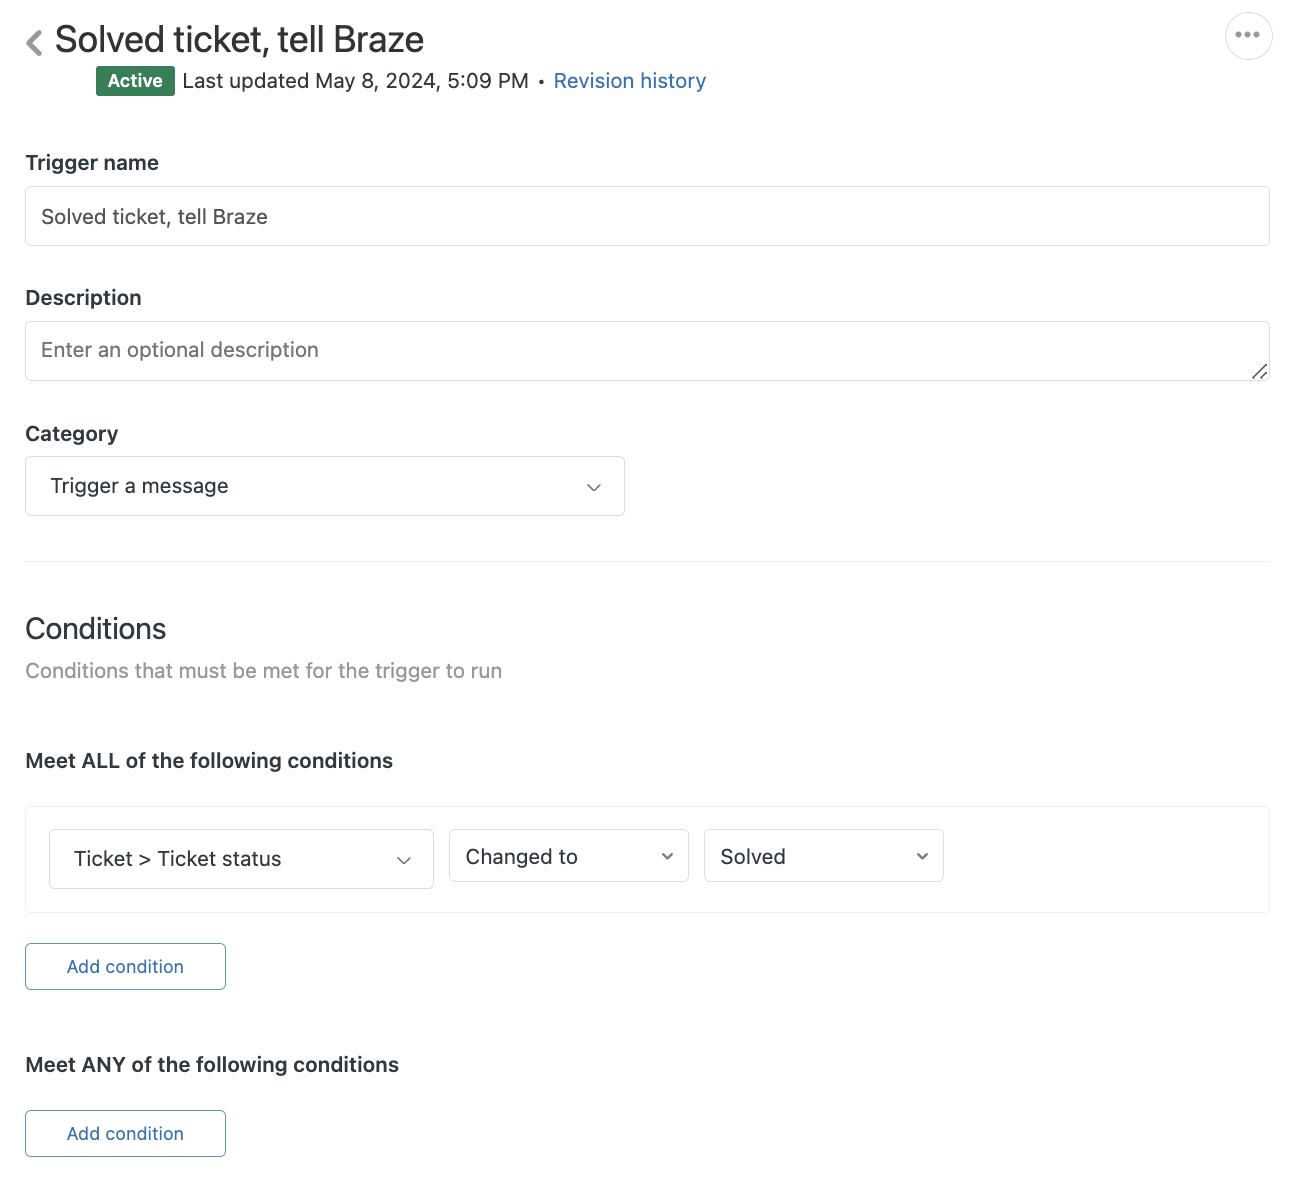 Solved ticket, tell Braze
Active Last updated May 8, 2024, 5:09 PM • Revision history
Trigger name
Solved ticket, tell Braze
Description
Enter an optional description
Category
Trigger a message
Conditions
Conditions that must be met for the trigger to run
Meet ALL of the following conditions
Ticket > Ticket status Changed to Solved
Add condition
Meet ANY of the following conditions
Add condition